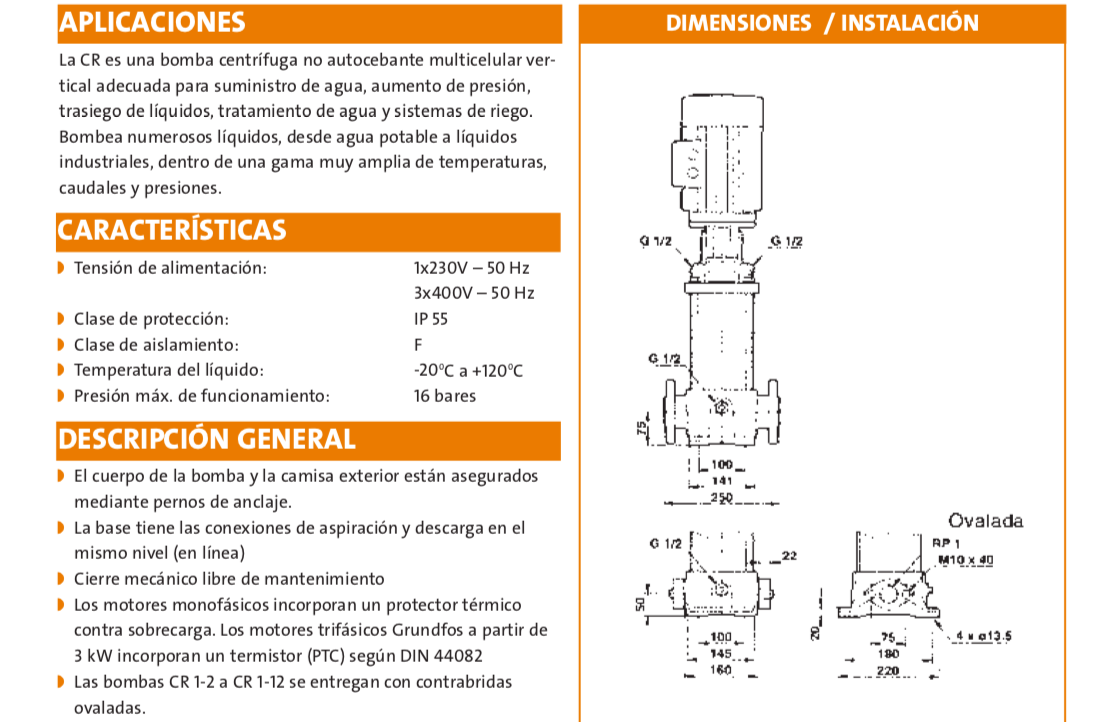 APLICACIONES
La CR es una bomba centrífuga no autocebante multicelular ver-
tical adecuada para suministro de agua, aumento de presión,
trasiego de líquidos, tratamiento de agua y sistemas de riego.
Bombea numerosos líquidos, desde agua potable a líquidos
industriales, dentro de una gama muy amplia de temperaturas,
caudales y presiones.
CARACTERÍSTICAS
Tensión de alimentación: 1x230V – 50 Hz
3x400V – 50 Hz
Clase de protección: IP 55
Clase de aislamiento: F
Temperatura del líquido: -20ºC a +120ºC
Presión máx. de funcionamiento: 16 bares
DESCRIPCIÓN GENERAL
El cuerpo de la bomba y la camisa exterior están asegurados
mediante pernos de anclaje.
La base tiene las conexiones de aspiración y descarga en el
mismo nivel (en línea)
Cierre mecánico libre de mantenimiento
Los motores monofásicos incorporan un protector térmico
contra sobrecarga. Los motores trifásicos Grundfos a partir de
3 kW incorporan un termistor (PTC) según DIN 44082
Las bombas CR 1-2 a CR 1-12 se entregan con contrabridas
ovaladas.
DIMENSIONES / INSTALACIÓN
G 1/2 G 1/2
G 1/2
75
100
141
250
Ovalada
G 1/2 22 RP 1
M10 x 40
50
100
145
160
20
75
180
220
4 x ø13.5